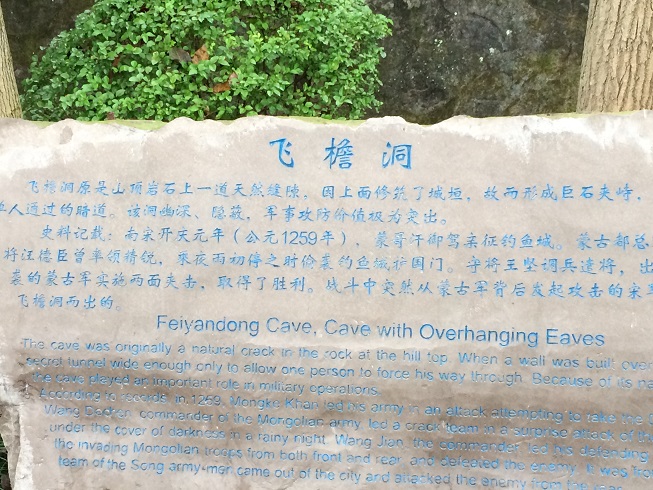 飞檐洞
飞檐洞原是山顶岩石上一道天然缝隙，因上面修筑了城垣，故而形成巨石夹峙，
人通过的暗道。该洞幽深、隐蔽，军事攻防价值极为突出。
史料记载：南宋开庆元年（公元1259年），蒙哥汗御驾亲征钓鱼城。蒙古都总
将汪德臣曾率领精锐，乘夜雨初停之时偷袭钓鱼城护国门。守将王坚调兵遣将，出
袭的蒙古军实施两面夹击，取得了胜利。战斗中突然从蒙古军背后发起攻击的宋军
飞檐洞而出的。
Feiyandong Cave, Cave with Overhanging Eaves
The cave was originally a natural crack in the rock at the hill top. When a wall was built over
secret tunnel wide enough only to allow one person to force his way through. Because of its na
the cave played an important role in military operations.
According to records, in 1259, Mongke Khan led his army in an attack attempting to take the
Wang Dechen, commander of the Mongolian army, led a crack team in a surprise attack of th
under the cover of darkness in a rainy night. Wang Jian, the commander, led his defending
the invading Mongolian troops from both front and rear, and defeated the enemy. It was fro
team of the Song army-men came out of the city and attacked the enemy from the